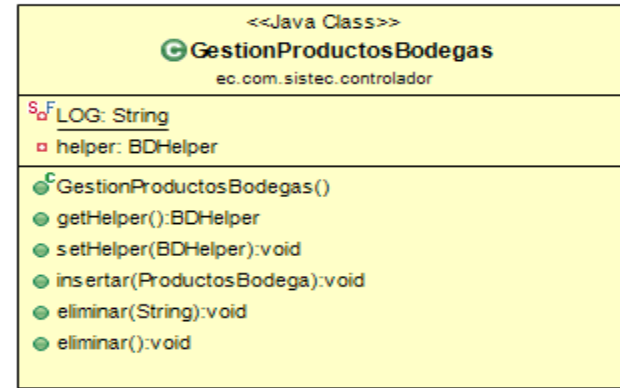 <<Java Class>>
GestionProductosBodegas
ec.com.sistec.controlador
LOG: String
helper: BDHelper
GestionProductosBodegas()
getHelper():BDHelper
setHelper(BDHelper):void
insertar(ProductosBodega):void
eliminar(String):void
eliminar():void